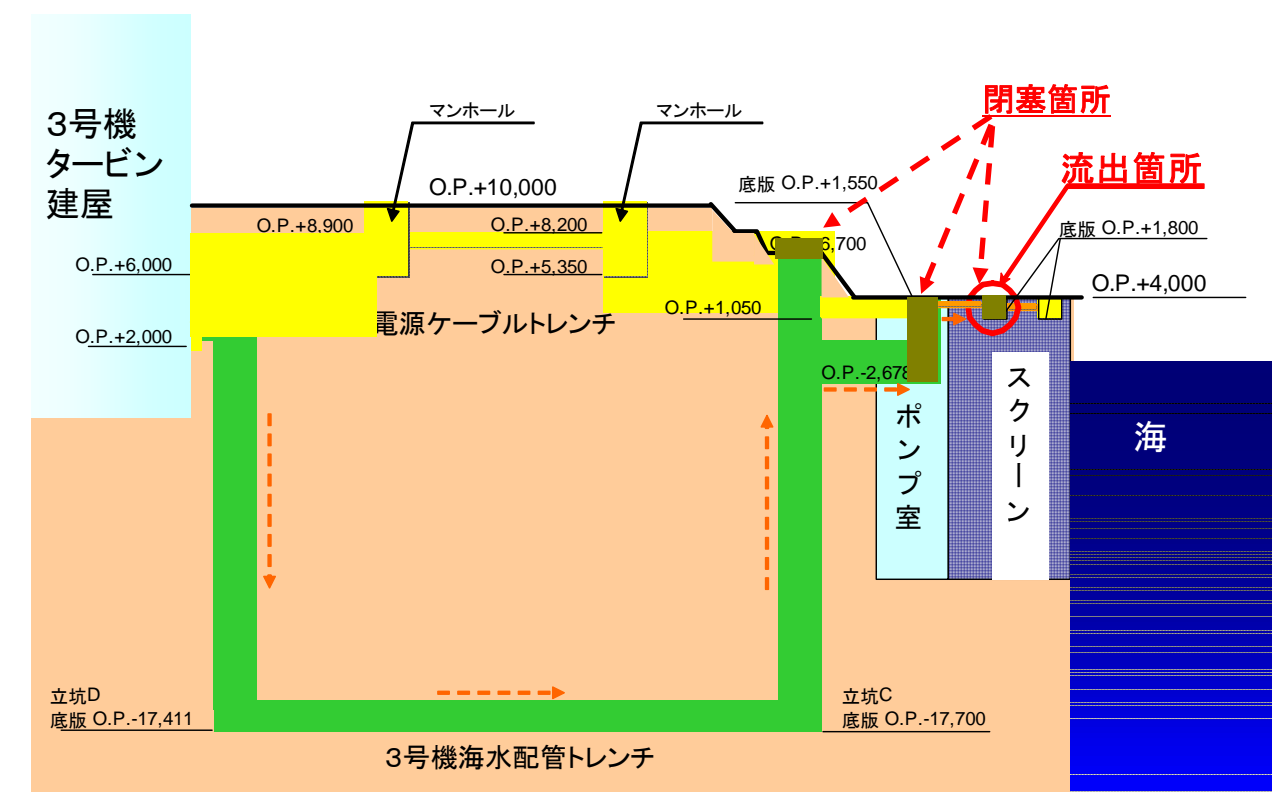 閉塞箇所
マンホール
マンホール
3号機
タービン
建屋
流出箇所
O.P.+10,000
底版 O.P.+1,550
O.P.+8,900
O.P.+8,200
底版 O.P.+1,800
O.P.+6,000
O.P.+5,350
O.P.+4,000
O.P.+1,050
電源ケーブルトレンチ
O.P.+2,000
O.P.-2,678
ポンプ室
スクリーン
海
立坑D
底版 O.P.-17,411
立坑C
底版 O.P.-17,700
3号機海水配管トレンチ